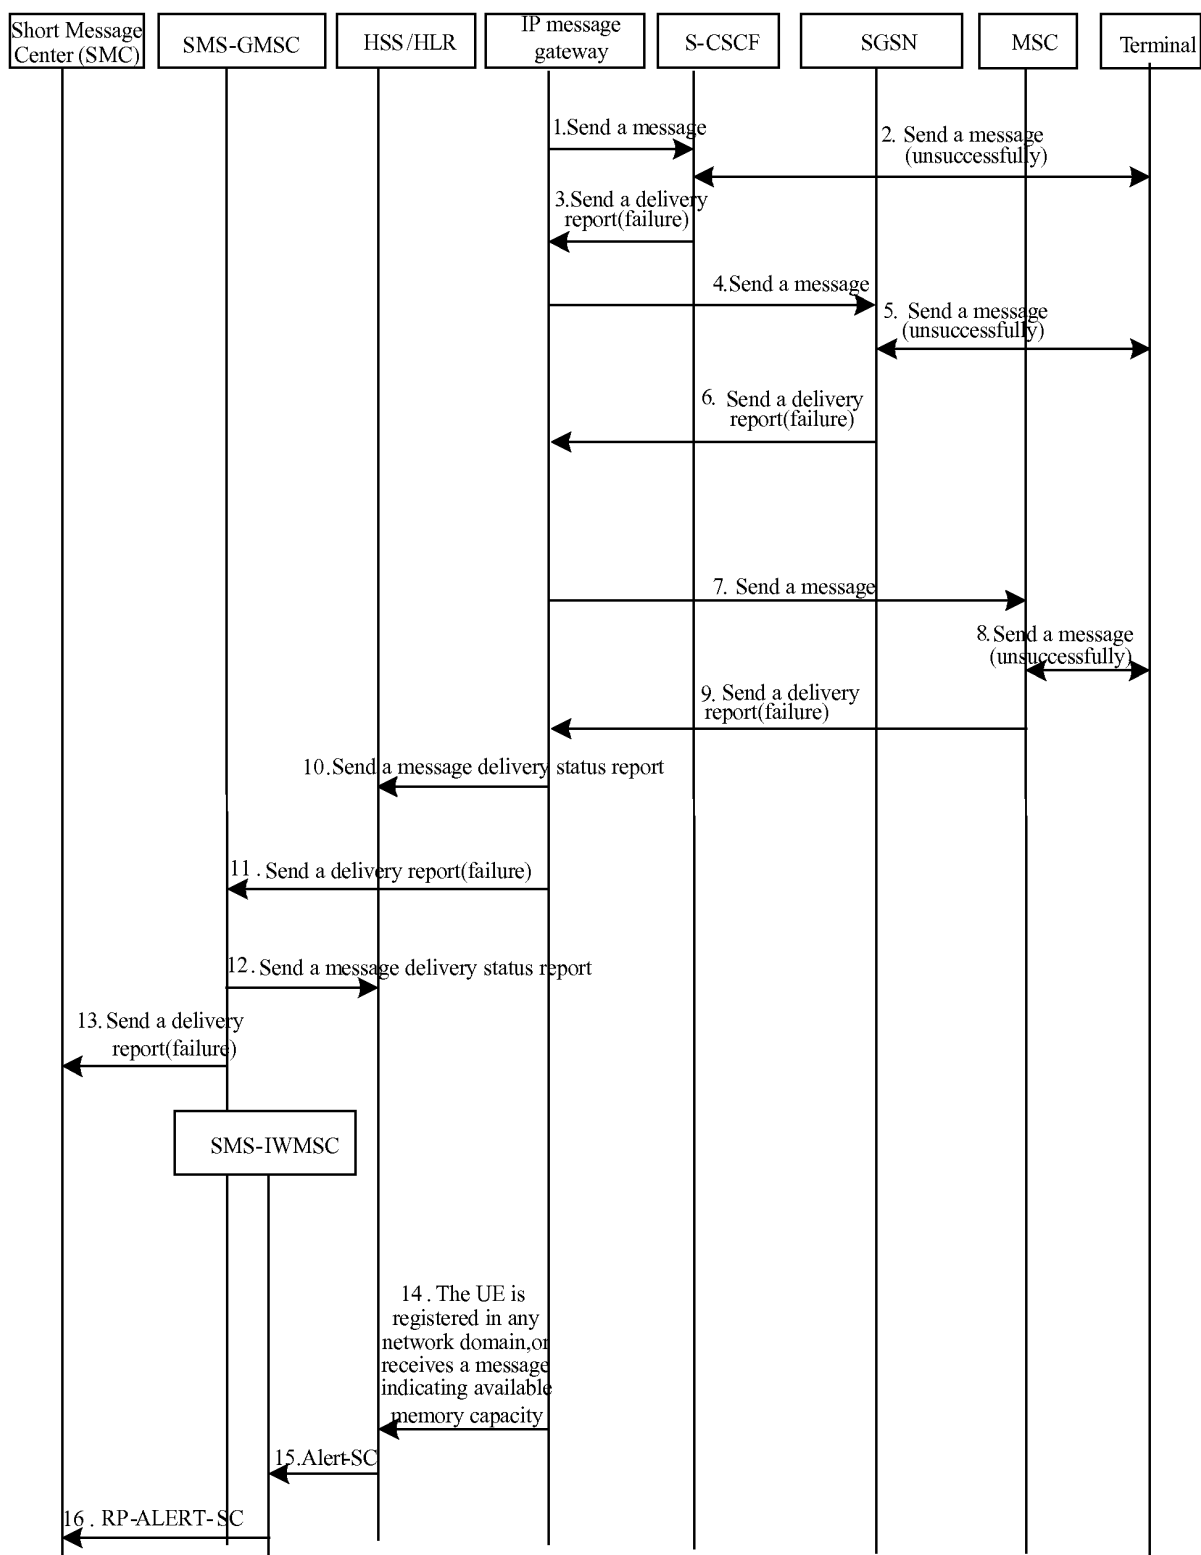 Short Message
Center (SMC)
SMS-GMSC
HSS/HLR
IP message
gateway
S-CSCF
SGSN
MSC
Terminal
1.Send a message
2. Send a message
(unsuccessfully)
3.Send a delivery
report(failure)
4.Send a message
5. Send a message
(unsuccessfully)
6. Send a delivery
report(failure)
7. Send a message
8.Send a message
(unsuccessfully)
9. Send a delivery
report(failure)
10.Send a message delivery status report
11 . Send a delivery report(failure)
12. Send a message delivery status report
13. Send a delivery
report(failure)
SMS-IWMSC
14 . The UE is
registered in any
network domain,or
receives a message
indicating available
memory capacity
15.Alert-SC
16 . RP-ALERT-SC